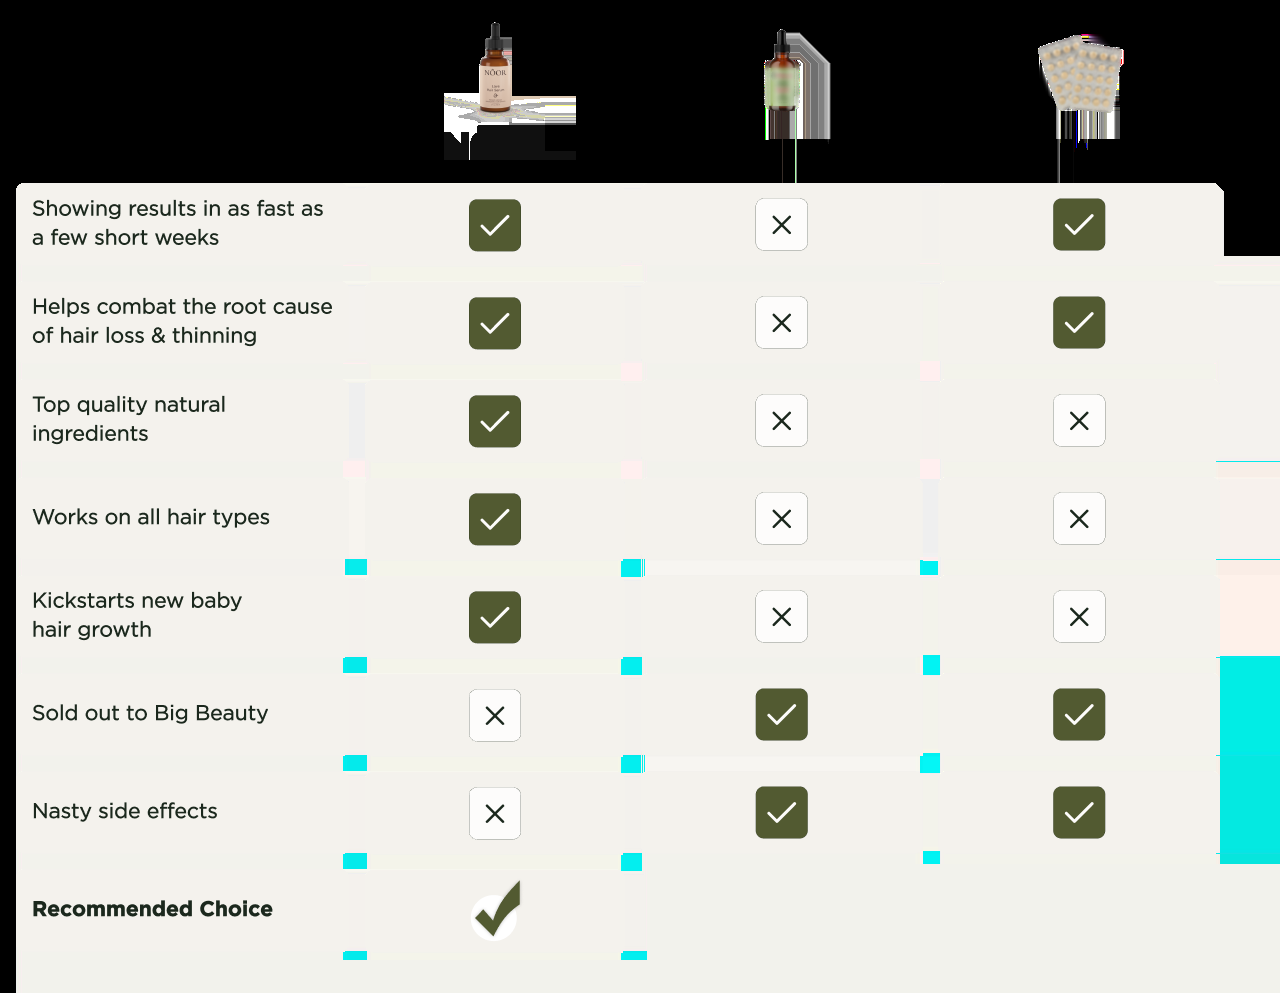 NÔOR
Showing results in as fast as
a few short weeks
Helps combat the root cause
of hair loss & thinning
Top quality natural
ingredients
Works on all hair types
Kickstarts new baby
hair growth
Sold out to Big Beauty
Nasty side effects
Recommended Choice